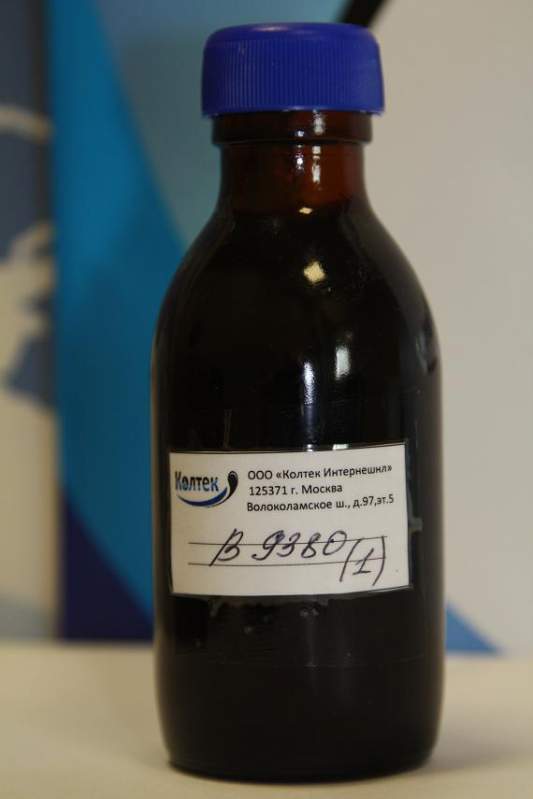 Колтек
ООО «Колтек Интернешнл»
125371 г. Москва
Волоколамское ш., д.97,эт.5
В 9380
(1)